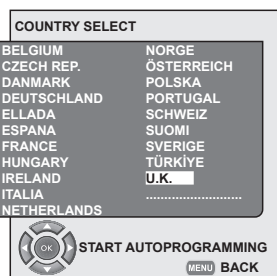 COUNTRY SELECT
BELGIUM
CZECH REP.
DANMARK
DEUTSCHLAND
ELLADA
ESPANA
FRANCE
HUNGARY
IRELAND
ITALIA
NETHERLANDS
NORGE
ÖSTERREICH
POLSKA
PORTUGAL
SCHWEIZ
SUOMI
SVERIGE
TÜRKİYE
U.K.
..........................
OK START AUTOPROGRAMMING
MENU BACK